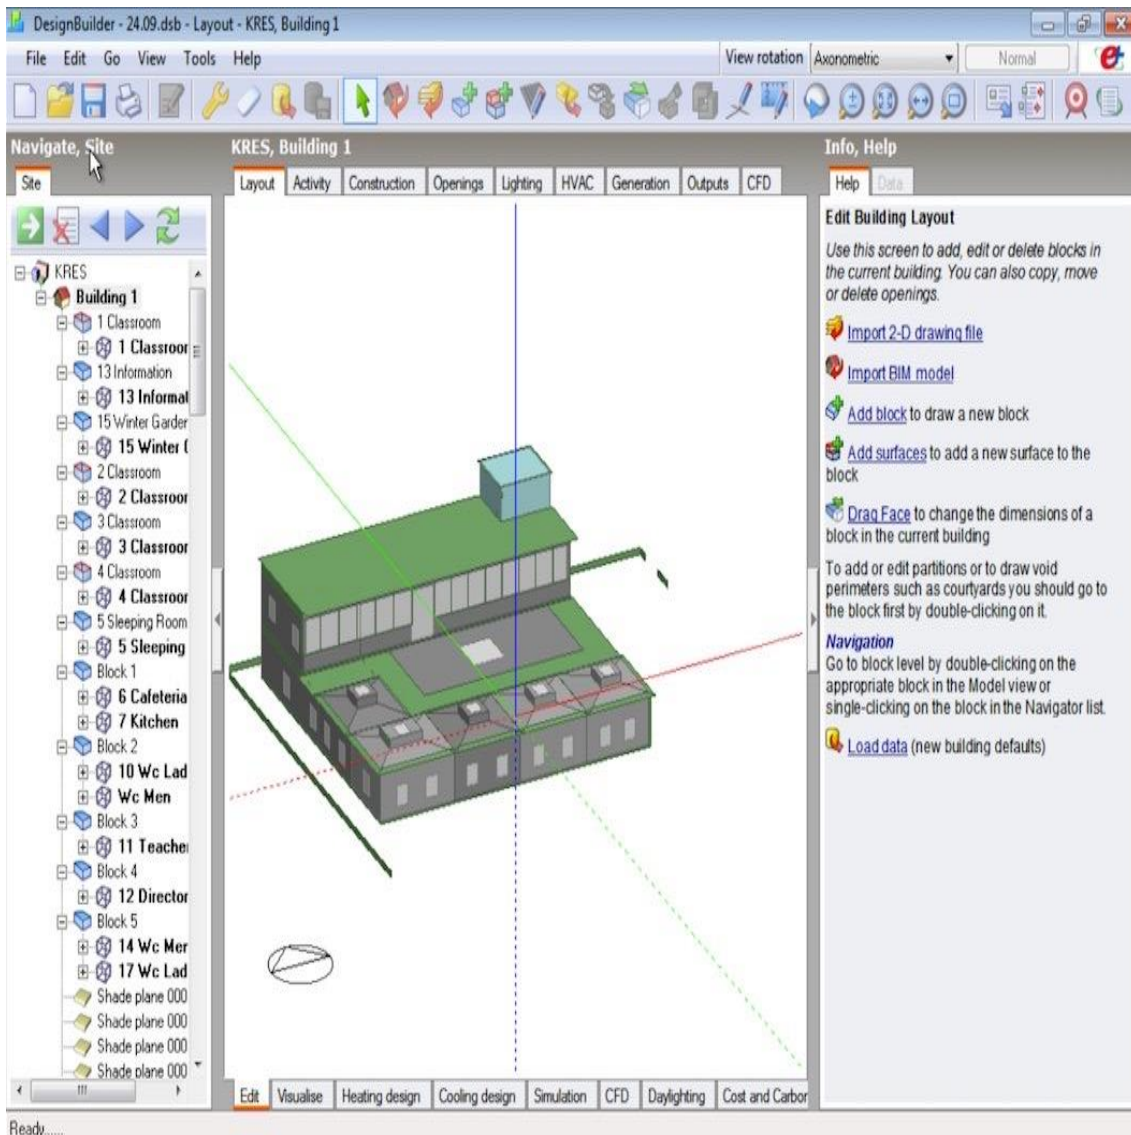 DesignBuilder - 24.09.dsb - Layout - KRES, Building 1
File Edit Go View Tools Help
View rotation Axonometric Normal
Navigate, Site
Site
KRES
Building 1
1 Classroom
1 Classroor
13 Information
13 Informat
15 Winter Garder
15 Winter (
2 Classroom
2 Classroor
3 Classroom
3 Classroor
4 Classroom
4 Classroor
5 Sleeping Room
5 Sleeping
Block 1
6 Cafeteria
7 Kitchen
Block 2
10 Wc Lad
Wc Men
Block 3
11 Teache
Block 4
12 Director
Block 5
14 Wc Mer
17 Wc Lad
Shade plane 000
Shade plane 000
Shade plane 000
Shade plane 000
KRES, Building 1
Layout Activity Construction Openings Lighting HVAC Generation Outputs CFD
Edit Visualise Heating design Cooling design Simulation CFD Daylighting Cost and Carbor
Info, Help
Help Data
Edit Building Layout
Use this screen to add, edit or delete blocks in
the current building. You can also copy, move
or delete openings.
Import 2-D drawing file
Import BIM model
Add block to draw a new block
Add surfaces to add a new surface to the
block
Drag Face to change the dimensions of a
block in the current building
To add or edit partitions or to draw void
perimeters such as courtyards you should go to
the block first by double-clicking on it.
Navigation
Go to block level by double-clicking on the
appropriate block in the Model view or
single-clicking on the block in the Navigator list.
Load data (new building defaults)
Ready......